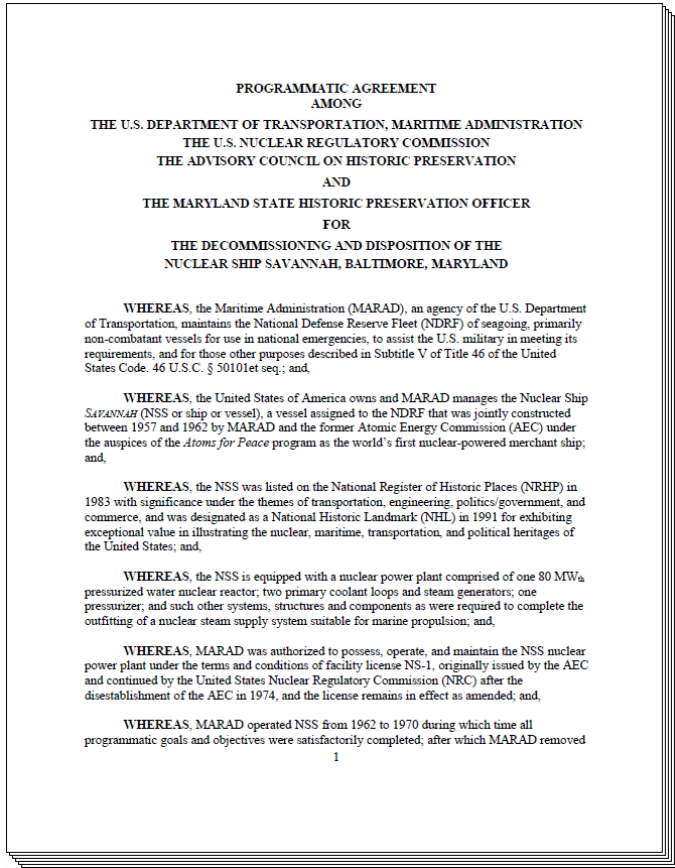 PROGRAMMATIC AGREEMENT
AMONG
THE U.S. DEPARTMENT OF TRANSPORTATION, MARITIME ADMINISTRATION
THE U.S. NUCLEAR REGULATORY COMMISSION
THE ADVISORY COUNCIL ON HISTORIC PRESERVATION
AND
THE MARYLAND STATE HISTORIC PRESERVATION OFFICER
FOR
THE DECOMMISSIONING AND DISPOSITION OF THE
NUCLEAR SHIP SAVANNAH, BALTIMORE, MARYLAND
WHEREAS, the Maritime Administration (MARAD), an agency of the U.S. Department
of Transportation, maintains the National Defense Reserve Fleet (NDRF) of seagoing, primarily
non-combatant vessels for use in national emergencies, to assist the U.S. military in meeting its
requirements, and for those other purposes described in Subtitle V of Title 46 of the United
States Code. 46 U.S.C. § 50101et seq.; and,
WHEREAS, the United States of America owns and MARAD manages the Nuclear Ship
SAVANNAH (NSS or ship or vessel), a vessel assigned to the NDRF that was jointly constructed
between 1957 and 1962 by MARAD and the former Atomic Energy Commission (AEC) under
the auspices of the Atoms for Peace program as the world's first nuclear-powered merchant ship;
and,
WHEREAS, the NSS was listed on the National Register of Historic Places (NRHP) in
1983 with significance under the themes of transportation, engineering, politics/government, and
commerce, and was designated as a National Historic Landmark (NHL) in 1991 for exhibiting
exceptional value in illustrating the nuclear, maritime, transportation, and political heritages of
the United States; and,
WHEREAS, the NSS is equipped with a nuclear power plant comprised of one 80 MWth
pressurized water nuclear reactor; two primary coolant loops and steam generators; one
pressurizer; and such other systems, structures and components as were required to complete the
outfitting of a nuclear steam supply system suitable for marine propulsion; and,
WHEREAS, MARAD was authorized to possess, operate, and maintain the NSS nuclear
power plant under the terms and conditions of facility license NS-1, originally issued by the AEC
and continued by the United States Nuclear Regulatory Commission (NRC) after the
disestablishment of the AEC in 1974, and the license remains in effect as amended; and,
WHEREAS, MARAD operated NSS from 1962 to 1970 during which time all
programmatic goals and objectives were satisfactorily completed; after which MARAD removed
1